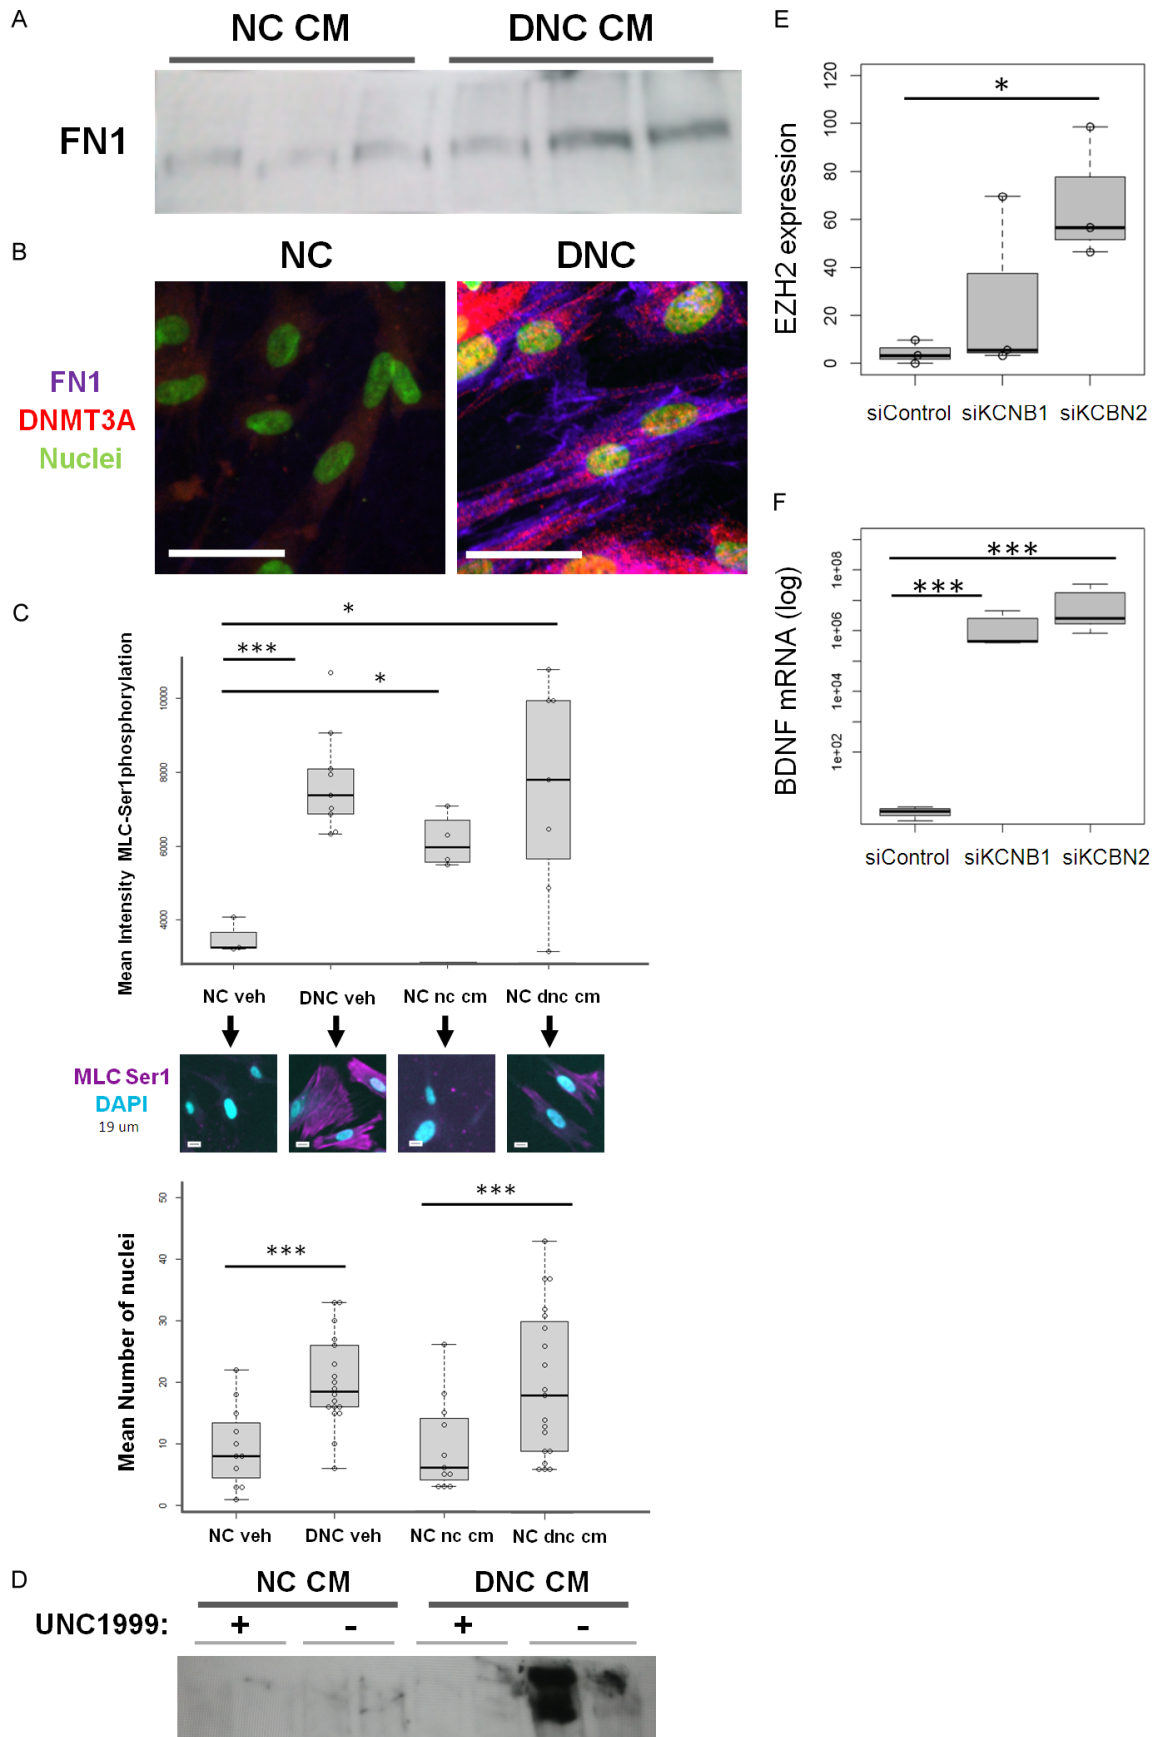 A
NC CM
DNC CM
FN1
B
NC
DNC
FN1
DNMT3A
Nuclei
C
Mean Intensity MLC-Ser1phosphorylation
10000
8000
6000
4000
*
***
*
NC veh
DNC veh
NC nc cm
NC dnc cm
MLC Ser1
DAPI
19 um
Mean Number of nuclei
50
40
30
20
10
0
***
***
NC veh
DNC veh
NC nc cm
NC dnc cm
D
NC CM
DNC CM
UNC1999:
+
-
+
-
E
EZH2 expression
120
100
80
60
40
20
0
*
siControl
siKCNB1
siKCBN2
F
BDNF mRNA (log)
1e+08
1e+06
1e+04
1e+02
***
***
siControl
siKCNB1
siKCBN2